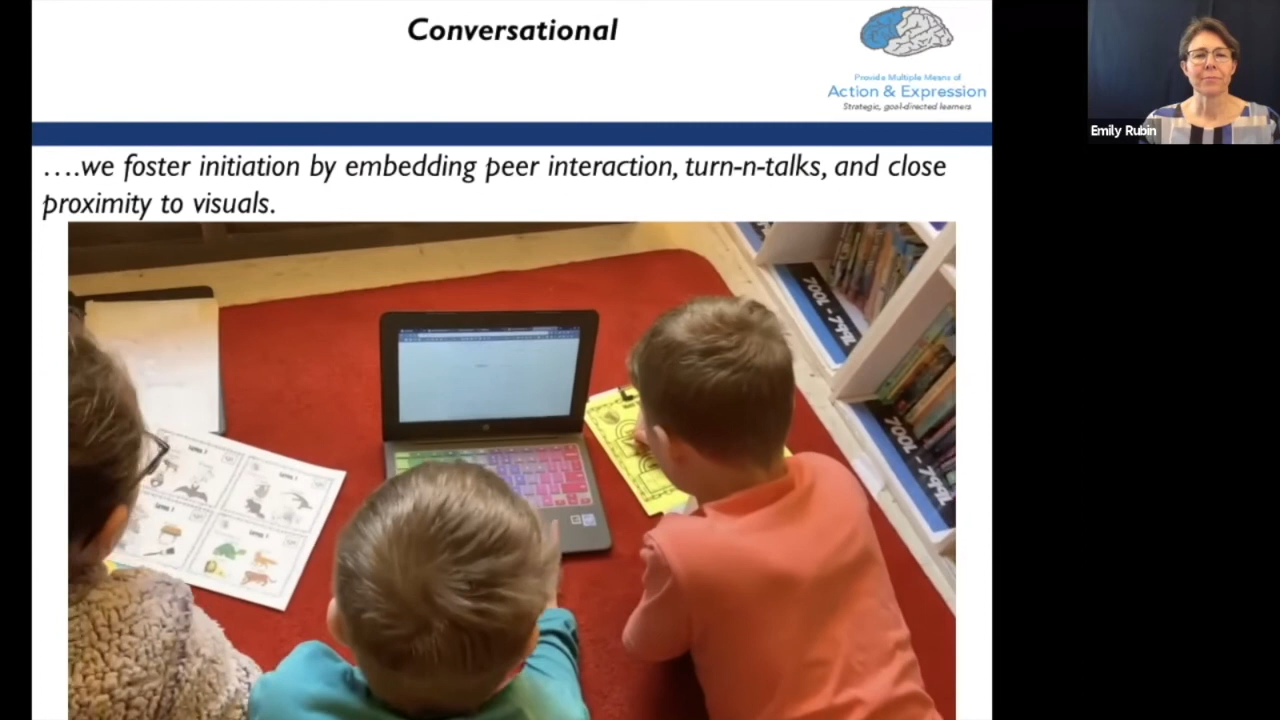 Conversational
Provide Multiple Means of
Action & Expression
Strategic, goal-directed learners
Emily Rubin
....we foster initiation by embedding peer interaction, turn-n-talks, and close
proximity to visuals.